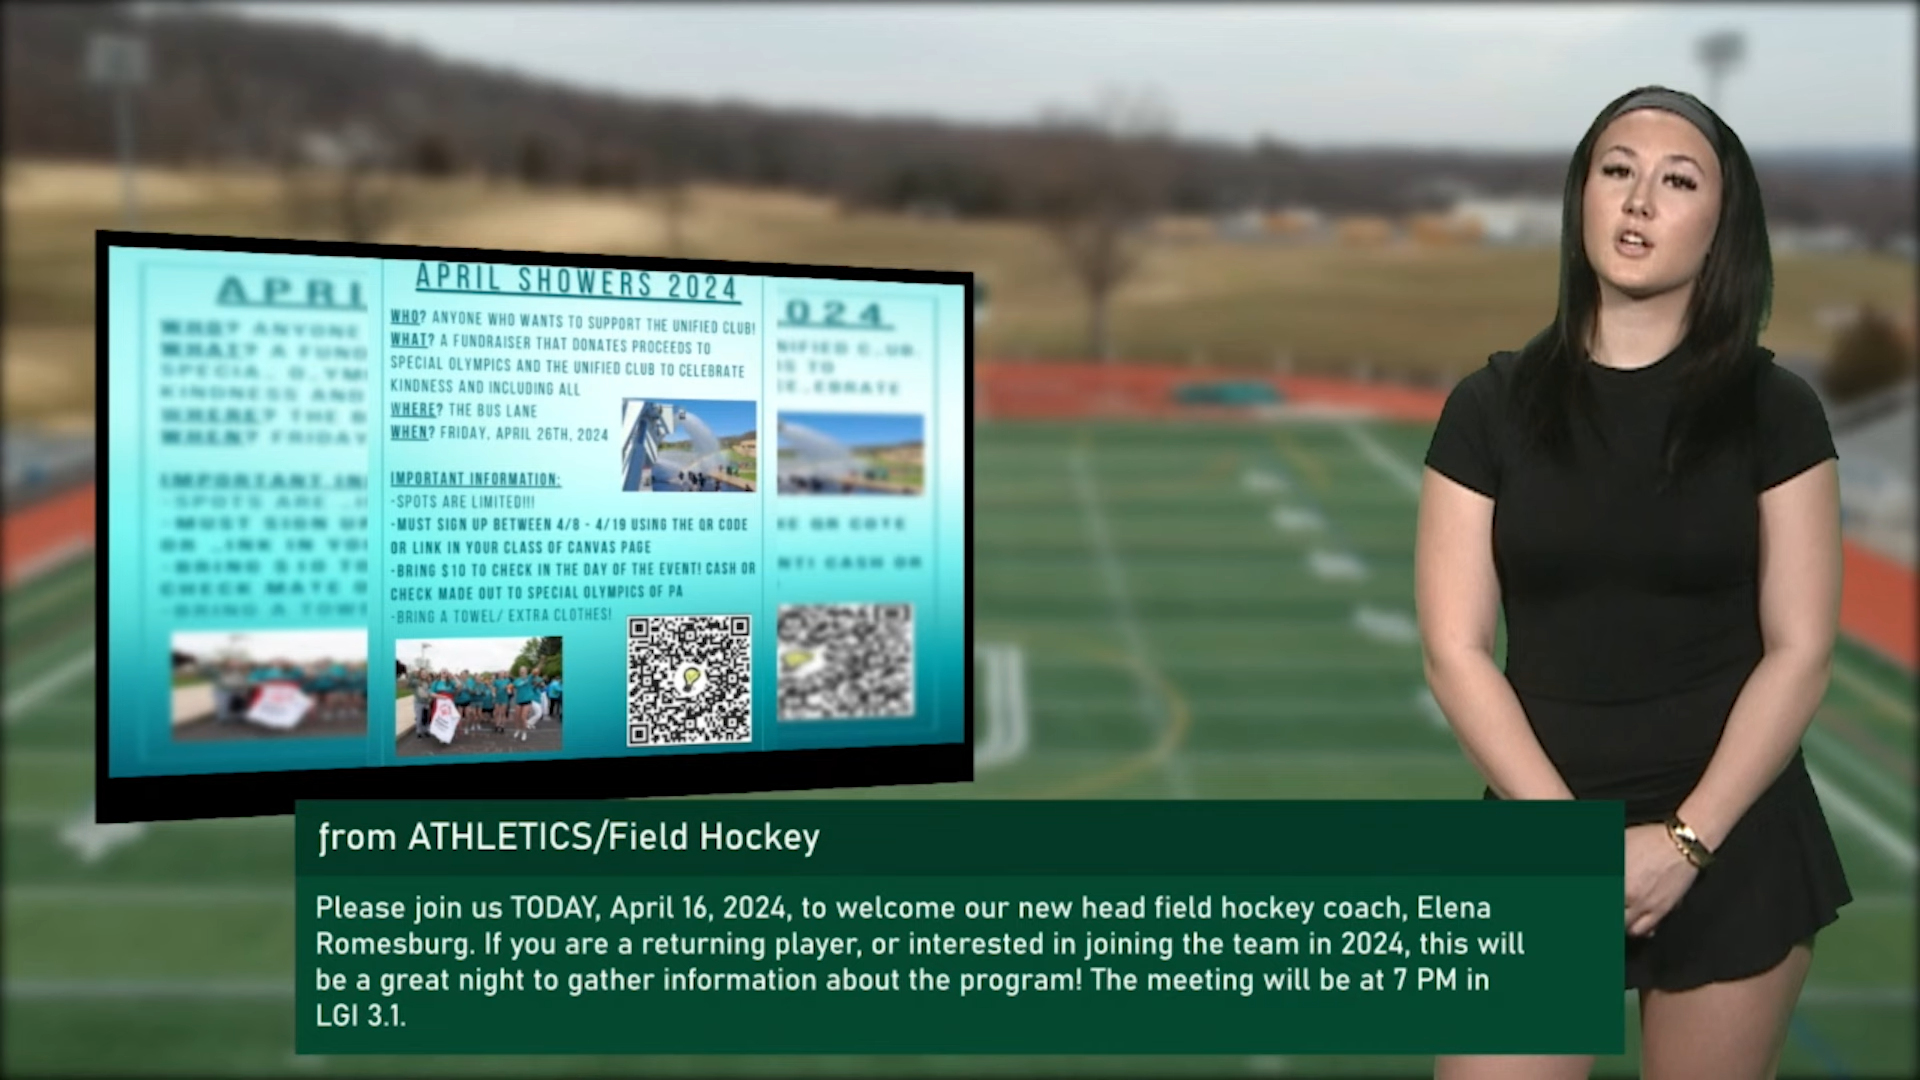 APRIL SHOWERS 2024
WHO? ANYONE WHO WANTS TO SUPPORT THE UNIFIED CLUB!
WHAT? A FUNDRAISER THAT DONATES PROCEEDS TO
SPECIAL OLYMPICS AND THE UNIFIED CLUB TO CELEBRATE
KINDNESS AND INCLUDING ALL
WHERE? THE BUS LANE
WHEN? FRIDAY, APRIL 26TH, 2024
IMPORTANT INFORMATION:
-SPOTS ARE LIMITED!!!
-MUST SIGN UP BETWEEN 4/8 - 4/19 USING THE QR CODE
OR LINK IN YOUR CLASS OF CANVAS PAGE
-BRING $10 TO CHECK IN THE DAY OF THE EVENT! CASH OR
CHECK MADE OUT TO SPECIAL OLYMPICS OF PA
-BRING A TOWEL/ EXTRA CLOTHES!
from ATHLETICS/Field Hockey
Please join us TODAY, April 16, 2024, to welcome our new head field hockey coach, Elena
Romesburg. If you are a returning player, or interested in joining the team in 2024, this will
be a great night to gather information about the program! The meeting will be at 7 PM in
LGI 3.1.